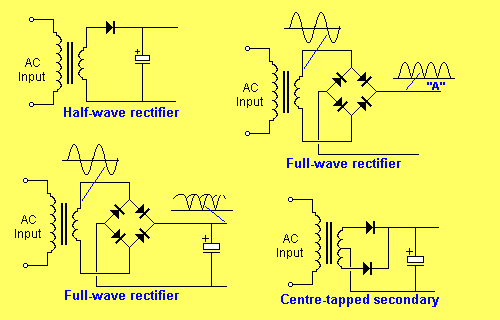 AC
Input
+
Half-wave rectifier
AC
Input
"A"
Full-wave rectifier
AC
Input
+
Full-wave rectifier
AC
Input
+
Centre-tapped secondary